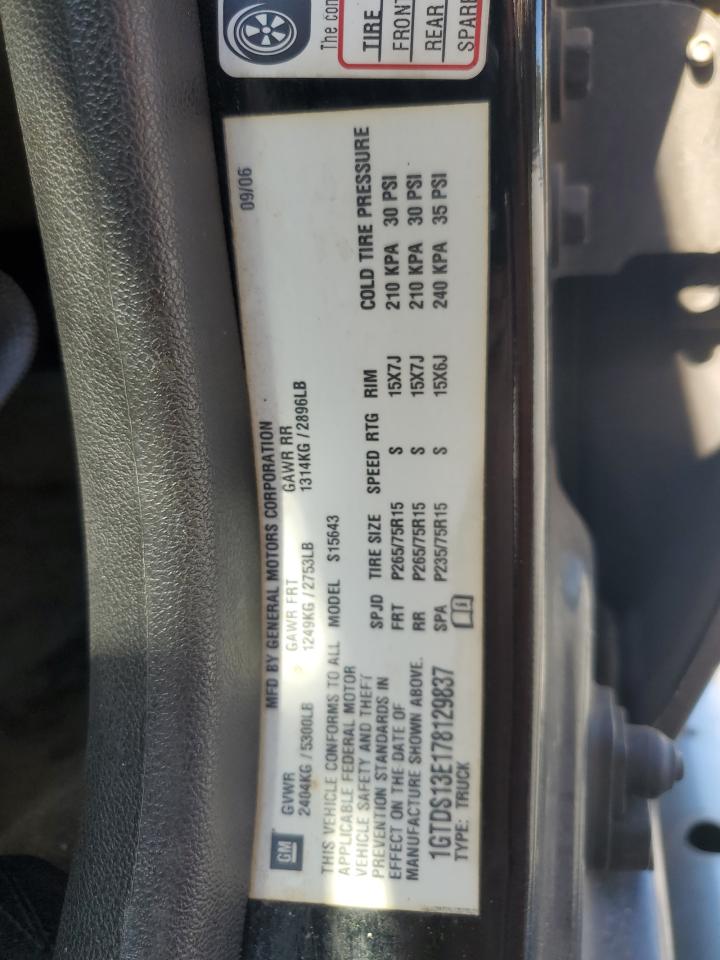 The con
TIRE
FRONT
REAR
SPARE
09/06
MFD BY GENERAL MOTORS CORPORATION
GM
GVWR GAWR FRT GAWR RR
2404KG / 5300LB 1249KG / 2753LB 1314KG / 2896LB
THIS VEHICLE CONFORMS TO ALL
APPLICABLE FEDERAL MOTOR
VEHICLE SAFETY AND THEFT
PREVENTION STANDARDS IN
EFFECT ON THE DATE OF
MANUFACTURE SHOWN ABOVE.
1GTDS13E178129837
TYPE: TRUCK
MODEL S15643
SPJD TIRE SIZE SPEED RTG RIM COLD TIRE PRESSURE
FRT P265/75R15 S 15X7J 210 KPA 30 PSI
RR P265/75R15 S 15X7J 210 KPA 30 PSI
SPA P235/75R15 S 15X6J 240 KPA 35 PSI